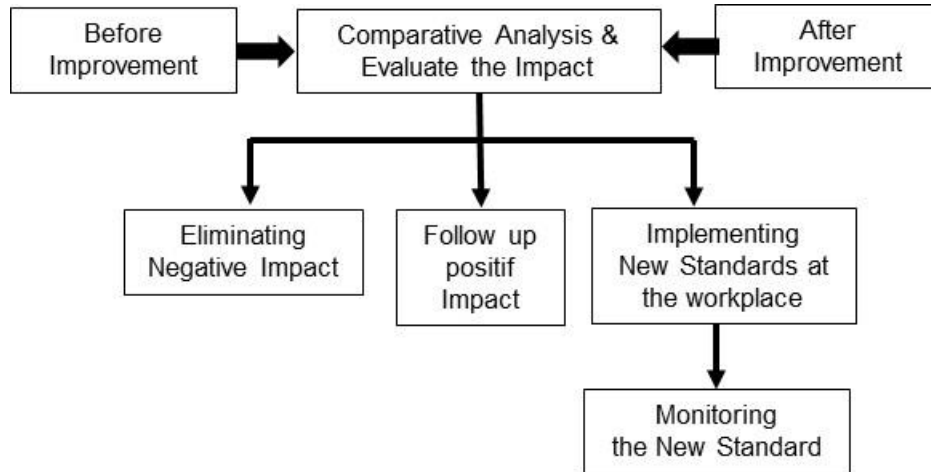 Before
Improvement
Comparative Analysis &
Evaluate the Impact
After
Improvement
Eliminating
Negative Impact
Follow up
positif
Impact
Implementing
New Standards at
the workplace
Monitoring
the New Standard